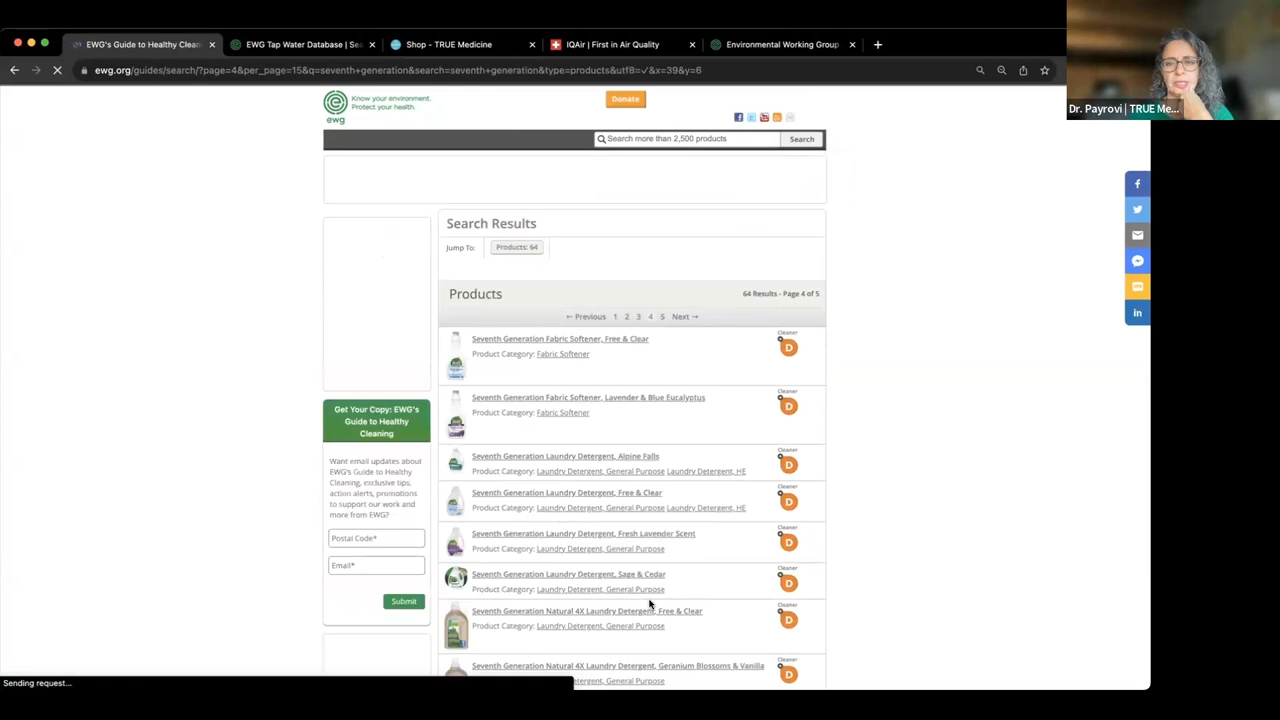 EWG's Guide to Healthy Cleani
EWG Tap Water Database | Sea
Shop - TRUE Medicine
IQAir | First in Air Quality
Environmental Working Group
ewg.org/guides/search/?page=4&per_page=15&q=seventh+generation&search=seventh+generation&type=products&utf8=✓&x=39&y=6
Dr. Payrovi | TRUE Me...
ewg
Know your environment.
Protect your health.
Donate
Search more than 2,500 products
Search
Search Results
Jump To:
Products: 64
Products
64 Results - Page 4 of 5
← Previous 1 2 3 4 5 Next →
Seventh Generation Fabric Softener, Free & Clear
Product Category: Fabric Softener
Cleaner
D
Seventh Generation Fabric Softener, Lavender & Blue Eucalyptus
Product Category: Fabric Softener
Cleaner
D
Seventh Generation Laundry Detergent, Alpine Falls
Product Category: Laundry Detergent, General Purpose Laundry Detergent, HE
Cleaner
D
Seventh Generation Laundry Detergent, Free & Clear
Product Category: Laundry Detergent, General Purpose Laundry Detergent, HE
Cleaner
D
Seventh Generation Laundry Detergent, Fresh Lavender Scent
Product Category: Laundry Detergent, General Purpose
Cleaner
D
Seventh Generation Laundry Detergent, Sage & Cedar
Product Category: Laundry Detergent, General Purpose
Cleaner
D
Seventh Generation Natural 4X Laundry Detergent, Free & Clear
Product Category: Laundry Detergent, General Purpose
Cleaner
D
Seventh Generation Natural 4X Laundry Detergent, Geranium Blossoms & Vanilla
Laundry Detergent, General Purpose
Cleaner
D
Get Your Copy: EWG's
Guide to Healthy
Cleaning
Want email updates about
EWG's Guide to Healthy
Cleaning, exclusive tips,
action alerts, promotions
to support our work and
more from EWG?
Postal Code*
Email*
Submit
Sending request...